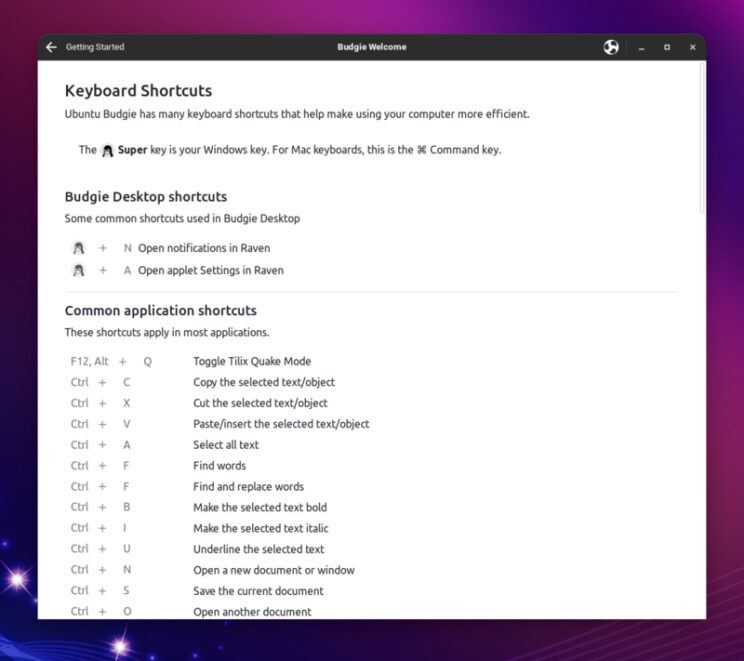 Getting Started
Budgie Welcome
Keyboard Shortcuts
Ubuntu Budgie has many keyboard shortcuts that help make using your computer more efficient.
The Super key is your Windows key. For Mac keyboards, this is the ⌘ Command key.
Budgie Desktop shortcuts
Some common shortcuts used in Budgie Desktop
+ N Open notifications in Raven
+ A Open applet Settings in Raven
Common application shortcuts
These shortcuts apply in most applications.
F12, Alt + Q Toggle Tilix Quake Mode
Ctrl + C Copy the selected text/object
Ctrl + X Cut the selected text/object
Ctrl + V Paste/insert the selected text/object
Ctrl + A Select all text
Ctrl + F Find words
Ctrl + F Find and replace words
Ctrl + B Make the selected text bold
Ctrl + I Make the selected text italic
Ctrl + U Underline the selected text
Ctrl + N Open a new document or window
Ctrl + S Save the current document
Ctrl + O Open another document